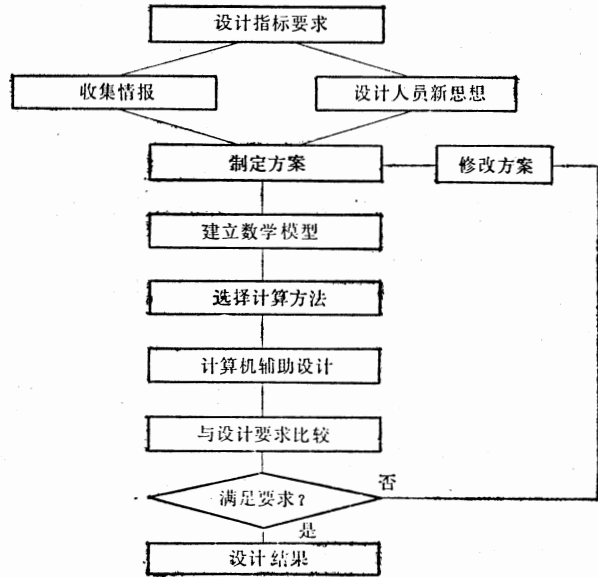 设计指标要求
收集情报
设计人员新思想
制定方案
修改方案
建立数学模型
选择计算方法
计算机辅助设计
与设计要求比较
满足要求？
否
是
设计结果